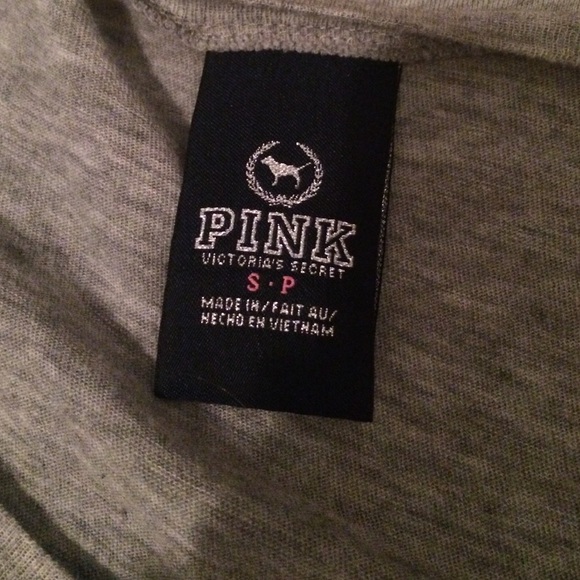 PINK
VICTORIA'S SECRET
S · P
MADE IN/FAIT AU/
HECHO EN VIETNAM